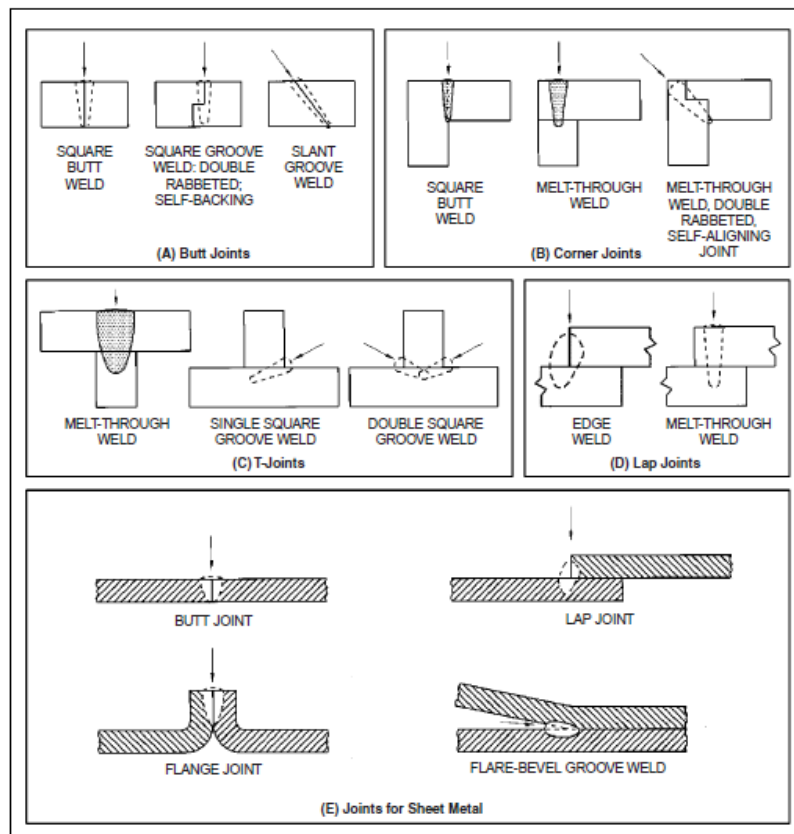 SQUARE
BUTT
WELD
SQUARE GROOVE
WELD: DOUBLE
RABBETED;
SELF-BACKING
SLANT
GROOVE
WELD
(A) Butt Joints
SQUARE
BUTT
WELD
MELT-THROUGH
WELD
MELT-THROUGH
WELD, DOUBLE
RABBETED,
SELF-ALIGNING
JOINT
(B) Corner Joints
MELT-THROUGH
WELD
SINGLE SQUARE
GROOVE WELD
DOUBLE SQUARE
GROOVE WELD
(C) T-Joints
EDGE
WELD
MELT-THROUGH
WELD
(D) Lap Joints
BUTT JOINT
LAP JOINT
FLANGE JOINT
FLARE-BEVEL GROOVE WELD
(E) Joints for Sheet Metal